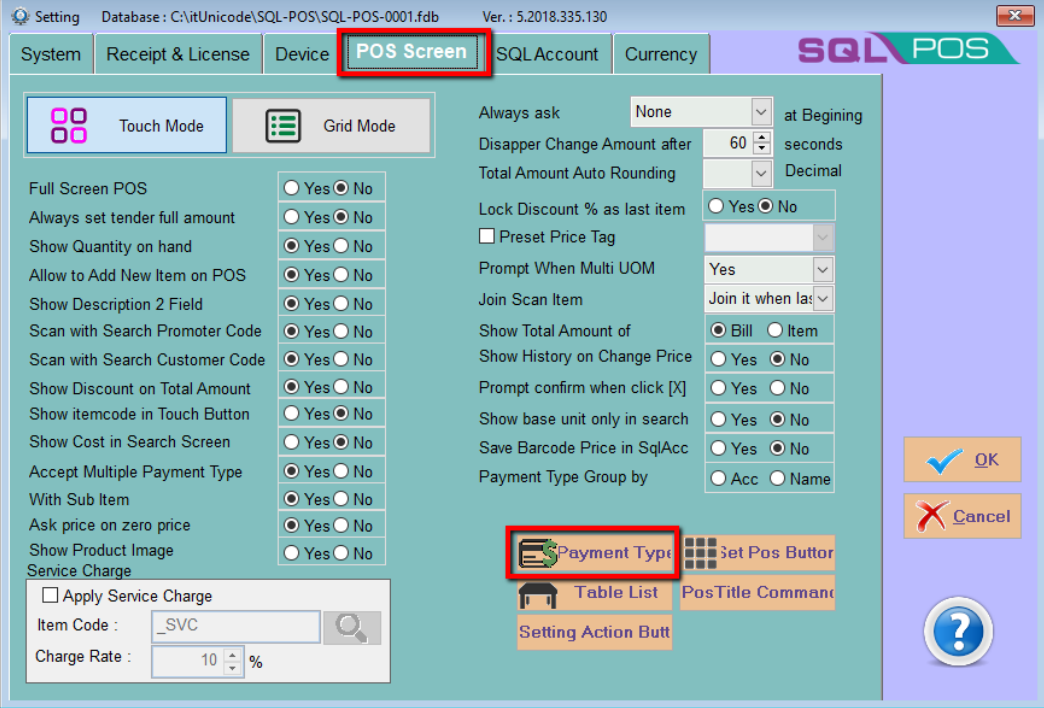 Setting Database : C:\itUnicode\SQL-POS\SQL-POS-0001.fdb Ver. : 5.2018.335.130
System Receipt & License Device POS Screen SQLAccount Currency
SQL POS
Touch Mode Grid Mode
Full Screen POS Yes No
Always set tender full amount Yes No
Show Quantity on hand Yes No
Allow to Add New Item on POS Yes No
Show Description 2 Field Yes No
Scan with Search Promoter Code Yes No
Scan with Search Customer Code Yes No
Show Discount on Total Amount Yes No
Show itemcode in Touch Button Yes No
Show Cost in Search Screen Yes No
Accept Multiple Payment Type Yes No
With Sub Item Yes No
Ask price on zero price Yes No
Show Product Image Yes No
Service Charge
Apply Service Charge
Item Code : _SVC
Charge Rate : 10 %
Always ask None at Begining
Disapper Change Amount after 60 seconds
Total Amount Auto Rounding Decimal
Lock Discount % as last item Yes No
Preset Price Tag
Prompt When Multi UOM Yes
Join Scan Item Join it when las
Show Total Amount of Bill Item
Show History on Change Price Yes No
Prompt confirm when click [X] Yes No
Show base unit only in search Yes No
Save Barcode Price in SqlAcc Yes No
Payment Type Group by Acc Name
Payment Type Set Pos Button
Table List PosTitle Command
Setting Action Butt
OK
Cancel
?